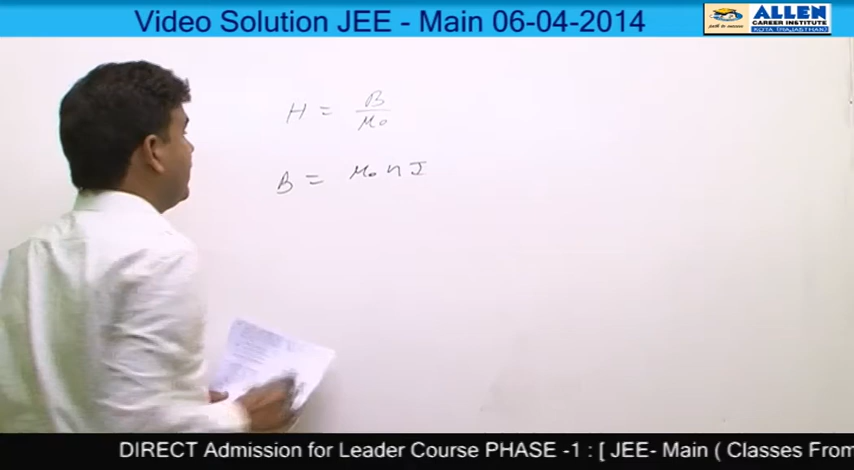 Video Solution JEE - Main 06-04-2014
ALLEN
CAREER INSTITUTE
KOTA (RAJASTHAN)
H = B/μ₀
B = μ₀ n I
DIRECT Admission for Leader Course PHASE -1 : [ JEE- Main ( Classes From